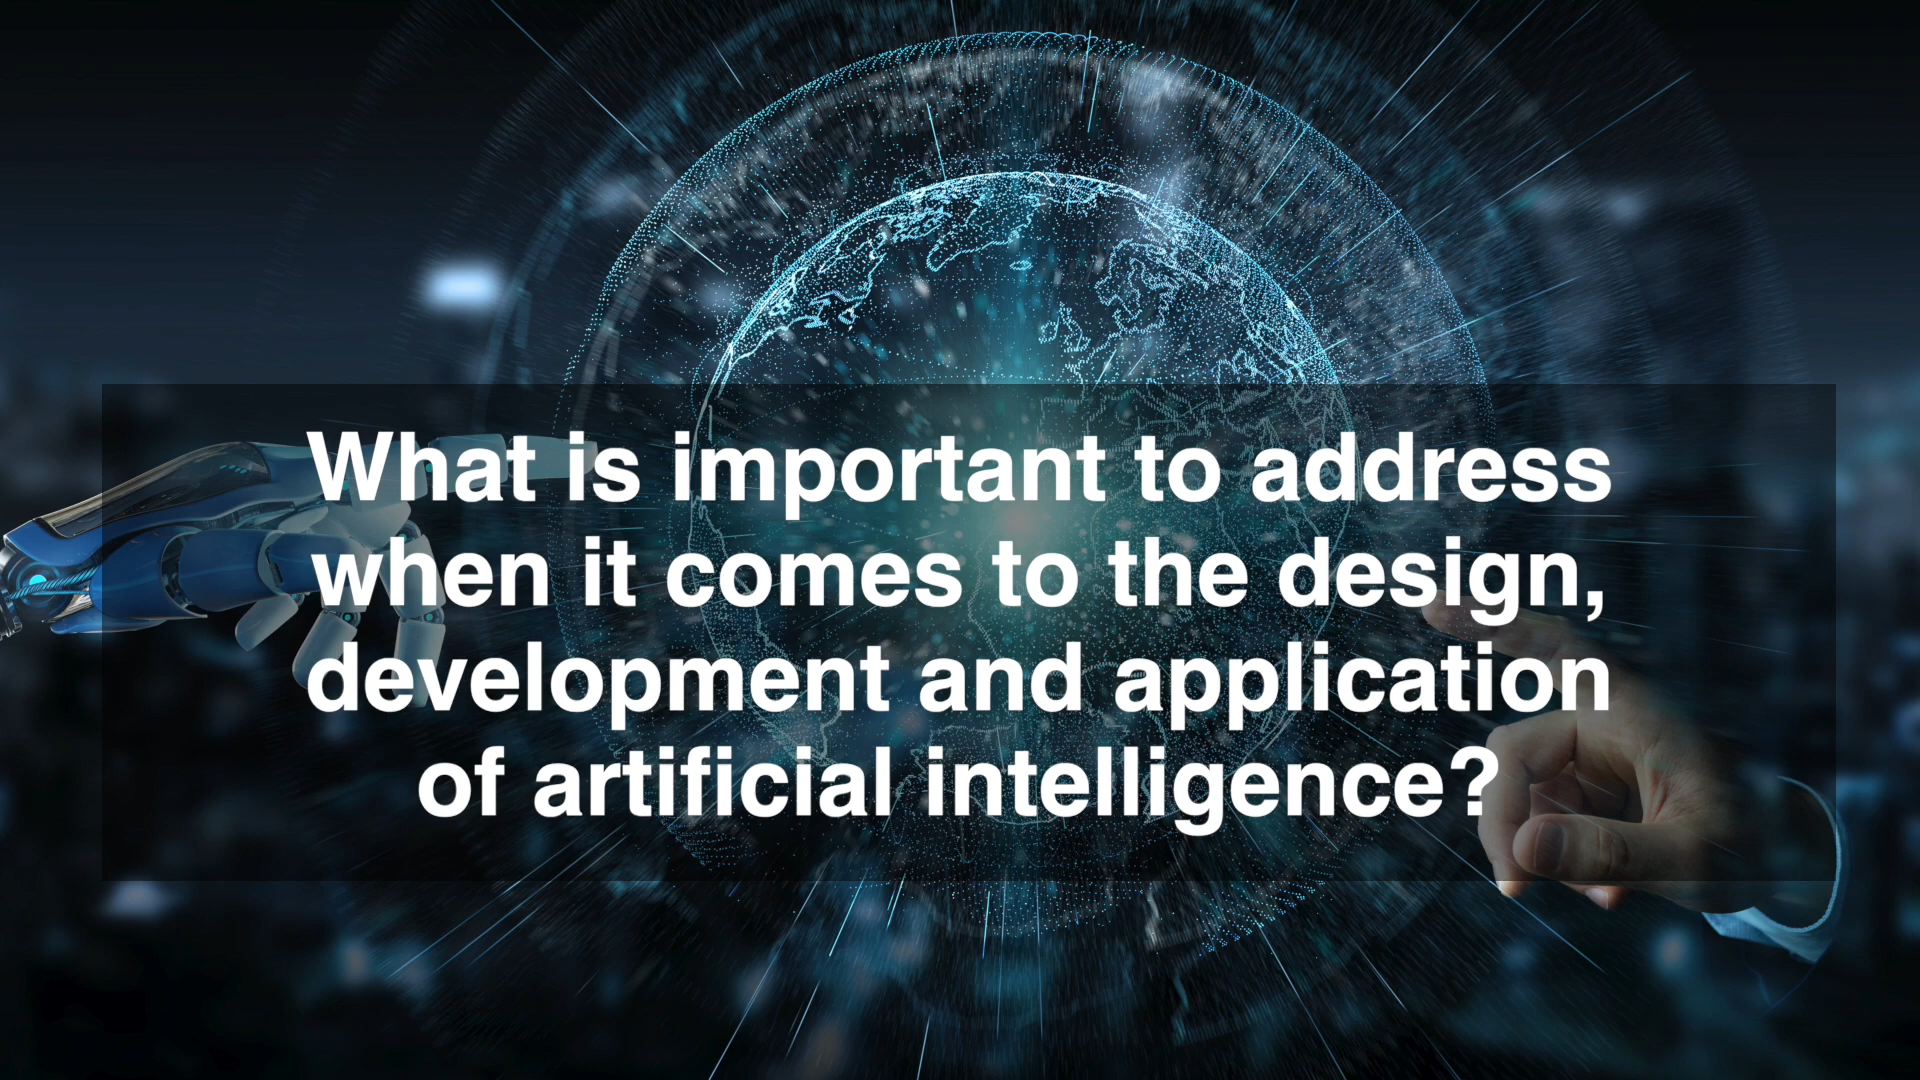 What is important to address
when it comes to the design,
development and application
of artificial intelligence?